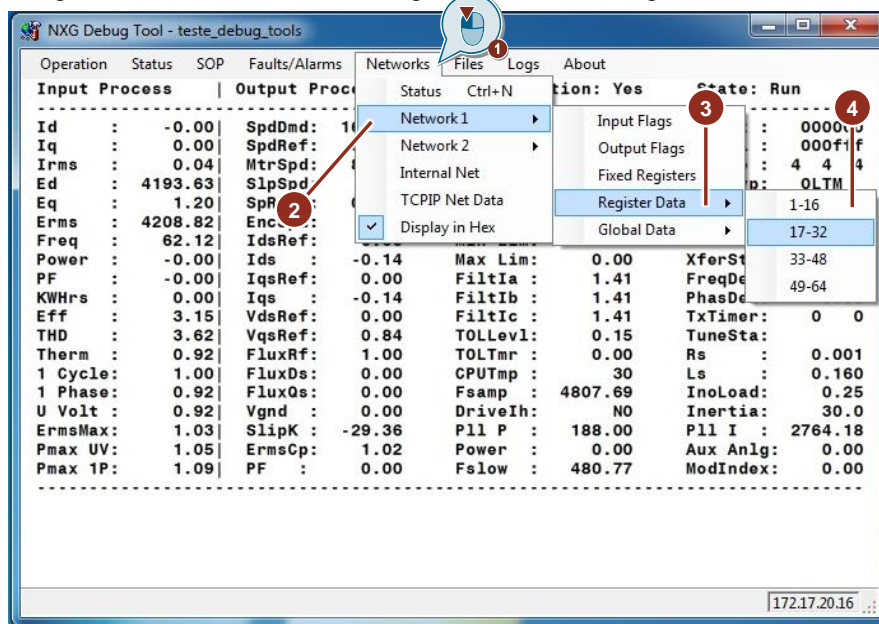 NXG Debug Tool - teste_debug_tools
Operation Status SOP Faults/Alarms Networks Files Logs About
1
Input Process | Output Proc tion: Yes State: Run
Status Ctrl+N
Network 1
Network 2
Internal Net
TCPIP Net Data
Display in Hex
Input Flags
Output Flags
Fixed Registers
Register Data
Global Data
1-16
17-32
33-48
49-64
2
3
4
Id : -0.00| SpdDmd: : 
Iq : 0.00| SpdRef: 000fff
Irms : 0.04| MtrSpd: : 4 4 4
Ed : 4193.63| SlpSpd: OLTM
Eq : 1.20|
Erms : 4208.82|
Freq : 62.12| IdsRef:
Power : -0.00| Ids : -0.14 Max Lim: 0.00 XferSt
PF : -0.00| IqsRef: 0.00 FiltIa : 1.41 FreqDe
KWHrs : 0.00| Iqs : -0.14 FiltIb : 1.41 PhasDe
Eff : 3.15| VdsRef: 0.00 FiltIc : 1.41 TxTimer: 0 0
THD : 3.62| VqsRef: 0.84 TOLLevl: 0.15 TuneSta:
Therm : 0.92| FluxRf: 1.00 TOLTmr : 0.00 Rs : 0.001
1 Cycle: 1.00| FluxDs: 0.00 CPUTmp : 30 Ls : 0.160
1 Phase: 0.92| FluxQs: 0.00 Fsamp : 4807.69 InoLoad: 0.25
U Volt : 0.92| Vgnd : 0.00 DriveIh: NO Inertia: 30.0
ErmsMax: 1.03| SlipK : -29.36 Pll P : 188.00 Pll I : 2764.18
Pmax UV: 1.05| ErmsCp: 1.02 Power : 0.00 Aux Anlg: 0.00
Pmax 1P: 1.09| PF : 0.00 Fslow : 480.77 ModIndex: 0.00
172.17.20.16